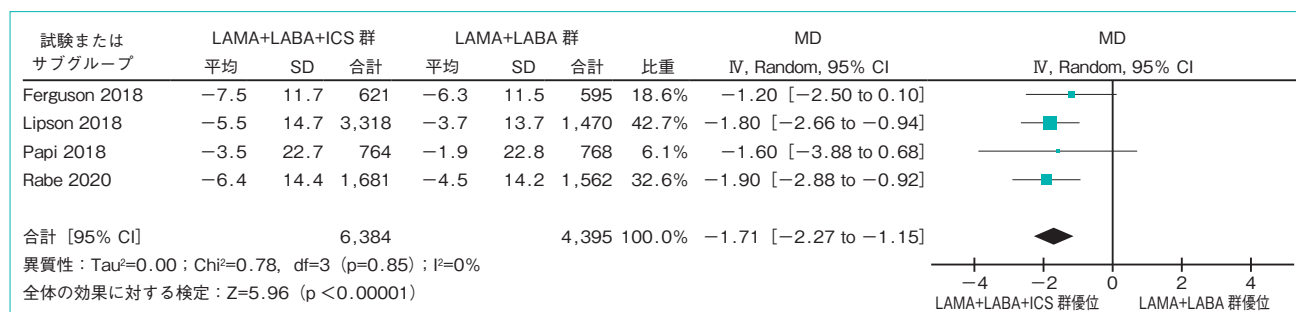 試験または
サブグループ
LAMA+LABA+ICS 群 LAMA+LABA 群 MD MD
平均 SD 合計 平均 SD 合計 比重 Ⅳ, Random, 95% CI Ⅳ, Random, 95% CI
Ferguson 2018 −7.5 11.7 621 −6.3 11.5 595 18.6% −1.20［−2.50 to 0.10］
Lipson 2018 −5.5 14.7 3,318 −3.7 13.7 1,470 42.7% −1.80［−2.66 to −0.94］
Papi 2018 −3.5 22.7 764 −1.9 22.8 768 6.1% −1.60［−3.88 to 0.68］
Rabe 2020 −6.4 14.4 1,681 −4.5 14.2 1,562 32.6% −1.90［−2.88 to −0.92］
合計［95% CI］ 6,384 4,395 100.0% −1.71［−2.27 to −1.15］
異質性：Tau²=0.00；Chi²=0.78, df=3（p=0.85）；I²=0%
全体の効果に対する検定：Z=5.96（p＜0.00001）
−4 −2 0 2 4
LAMA+LABA+ICS 群優位 LAMA+LABA 群優位